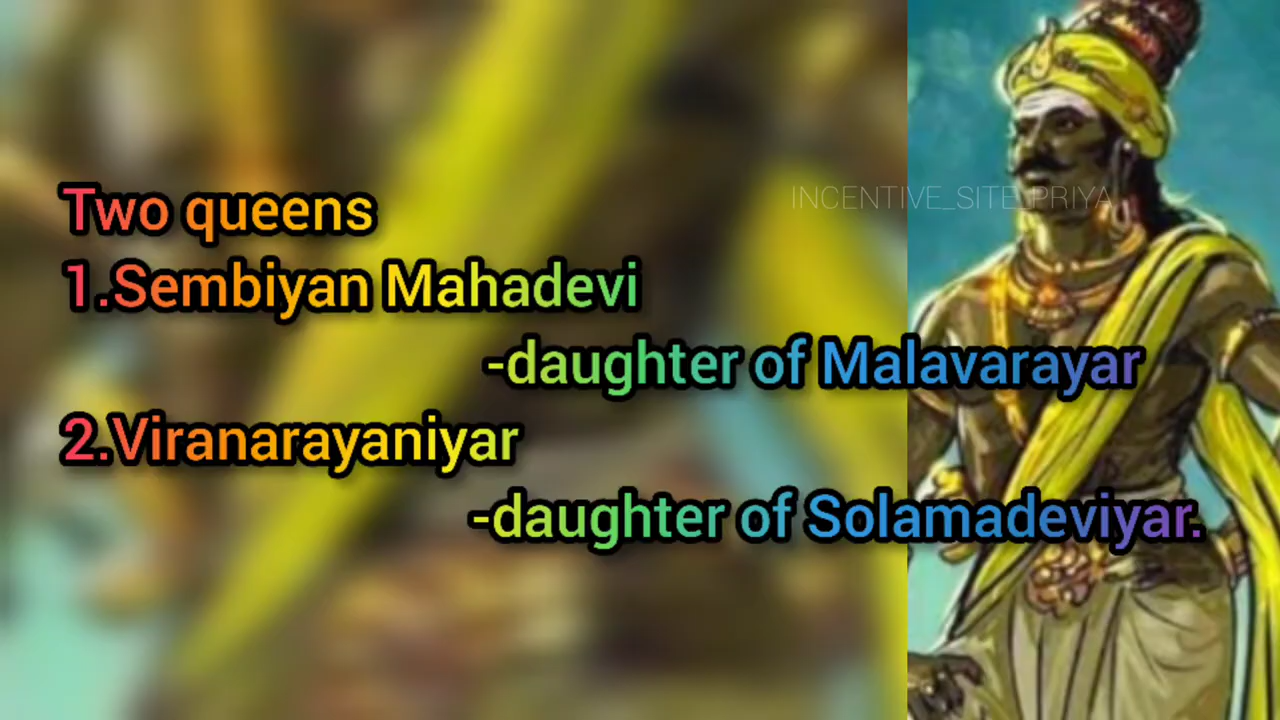 INCENTIVE_SITE_PRIYA
Two queens
1.Sembiyan Mahadevi
-daughter of Malavarayar
2.Viranarayaniyar
-daughter of Solamadeviyar.